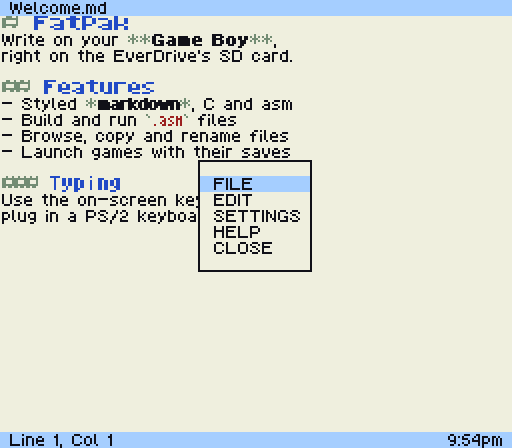 Welcome.md
# FatPak
Write on your **Game Boy**,
right on the EverDrive's SD card.
## Features
- Styled *markdown*, C and asm
- Build and run `.asm` files
- Browse, copy and rename files
- Launch games with their saves
### Typing
Use the on-screen
plug in a PS/2
FILE
EDIT
SETTINGS
HELP
CLOSE
Line 1, Col 1
9:54pm